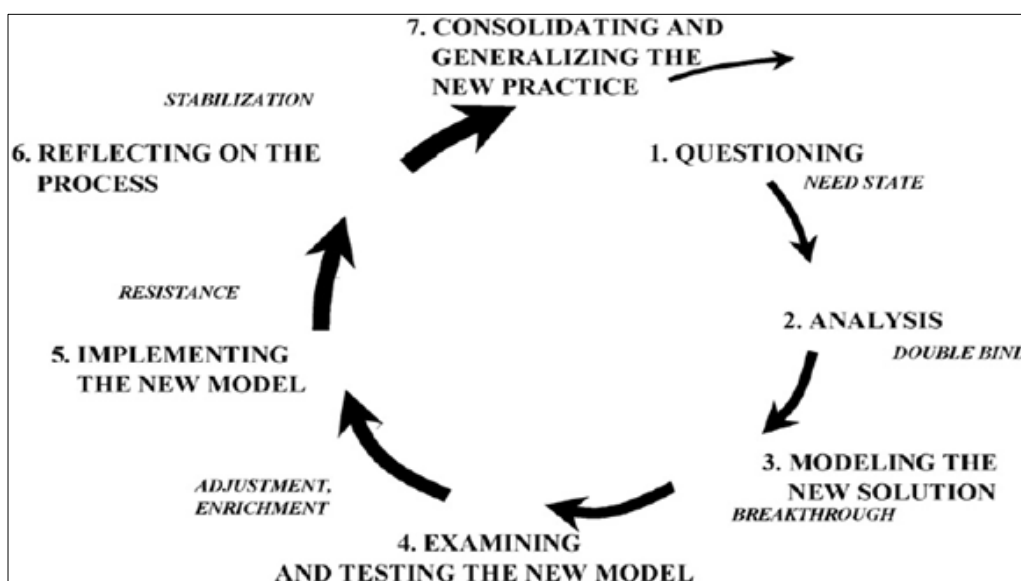 7. CONSOLIDATING AND
GENERALIZING THE
NEW PRACTICE
STABILIZATION
6. REFLECTING ON THE
PROCESS
1. QUESTIONING
NEED STATE
RESISTANCE
2. ANALYSIS
DOUBLE BIND
5. IMPLEMENTING
THE NEW MODEL
3. MODELING THE
NEW SOLUTION
BREAKTHROUGH
ADJUSTMENT,
ENRICHMENT
4. EXAMINING
AND TESTING THE NEW MODEL